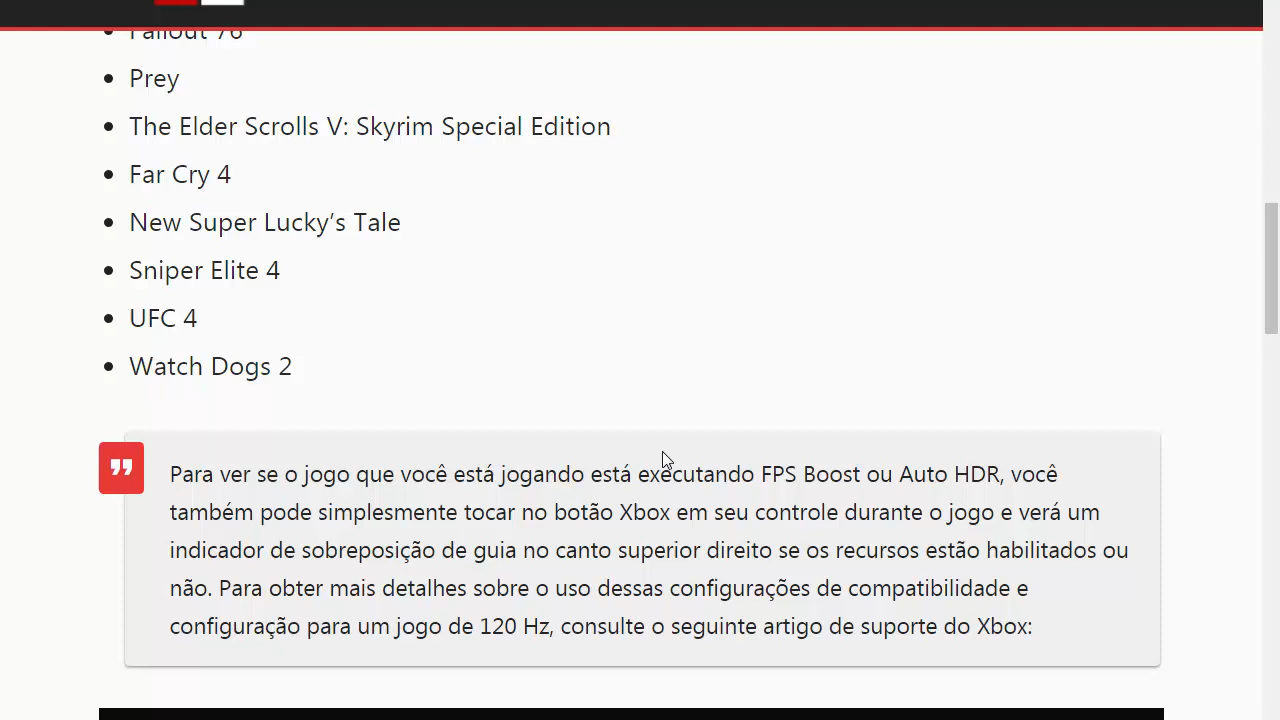 Fallout 76
Prey
The Elder Scrolls V: Skyrim Special Edition
Far Cry 4
New Super Lucky’s Tale
Sniper Elite 4
UFC 4
Watch Dogs 2
Para ver se o jogo que você está jogando está executando FPS Boost ou Auto HDR, você
também pode simplesmente tocar no botão Xbox em seu controle durante o jogo e verá um
indicador de sobreposição de guia no canto superior direito se os recursos estão habilitados ou
não. Para obter mais detalhes sobre o uso dessas configurações de compatibilidade e
configuração para um jogo de 120 Hz, consulte o seguinte artigo de suporte do Xbox: